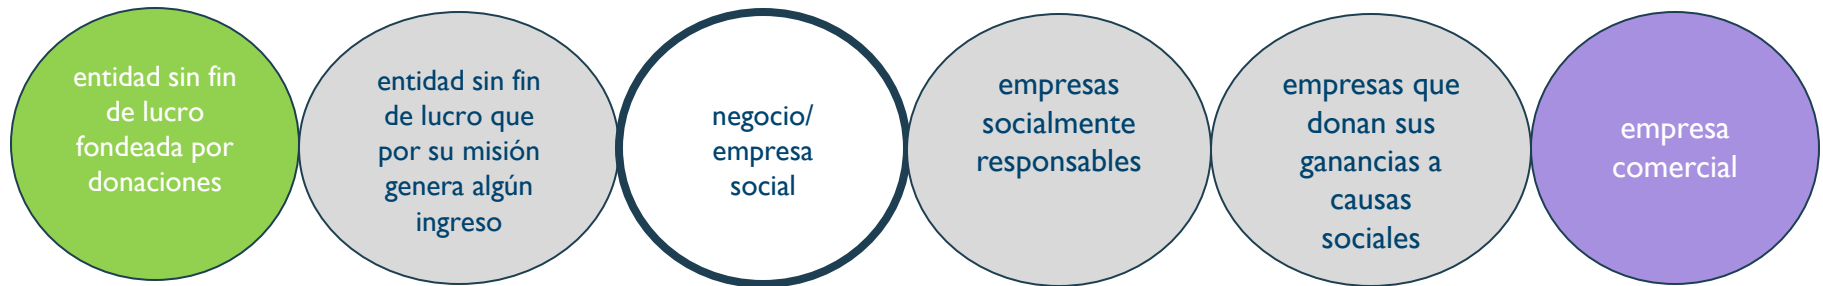 entidad sin fin
de lucro
fondeada por
donaciones
entidad sin fin
de lucro que
por su misión
genera algún
ingreso
negocio/
empresa
social
empresas
socialmente
responsables
empresas que
donan sus
ganancias a
causas
sociales
empresa
comercial